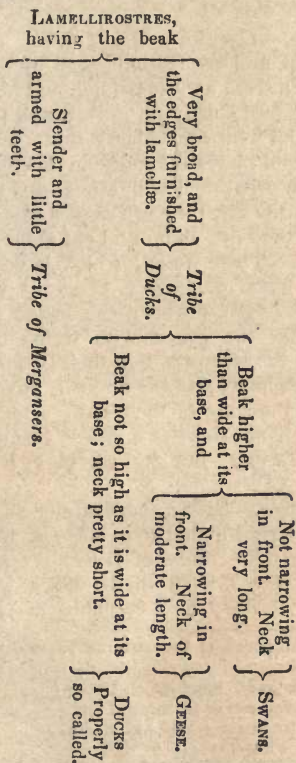 LAMELLIROSTRES,
having the beak
Very broad, and
the edges furnished
with lamellæ.
Tribe
of
Ducks.
Beak higher
than wide at its
base, and
Not narrowing
in front. Neck
very long.
SWANS.
Narrowing in
front. Neck of
moderate length.
GEESE.
Beak not so high as it is wide at its
base; neck pretty short.
DUCKS
Properly
so called.
Slender and
armed with little
teeth.
Tribe of Mergansers.